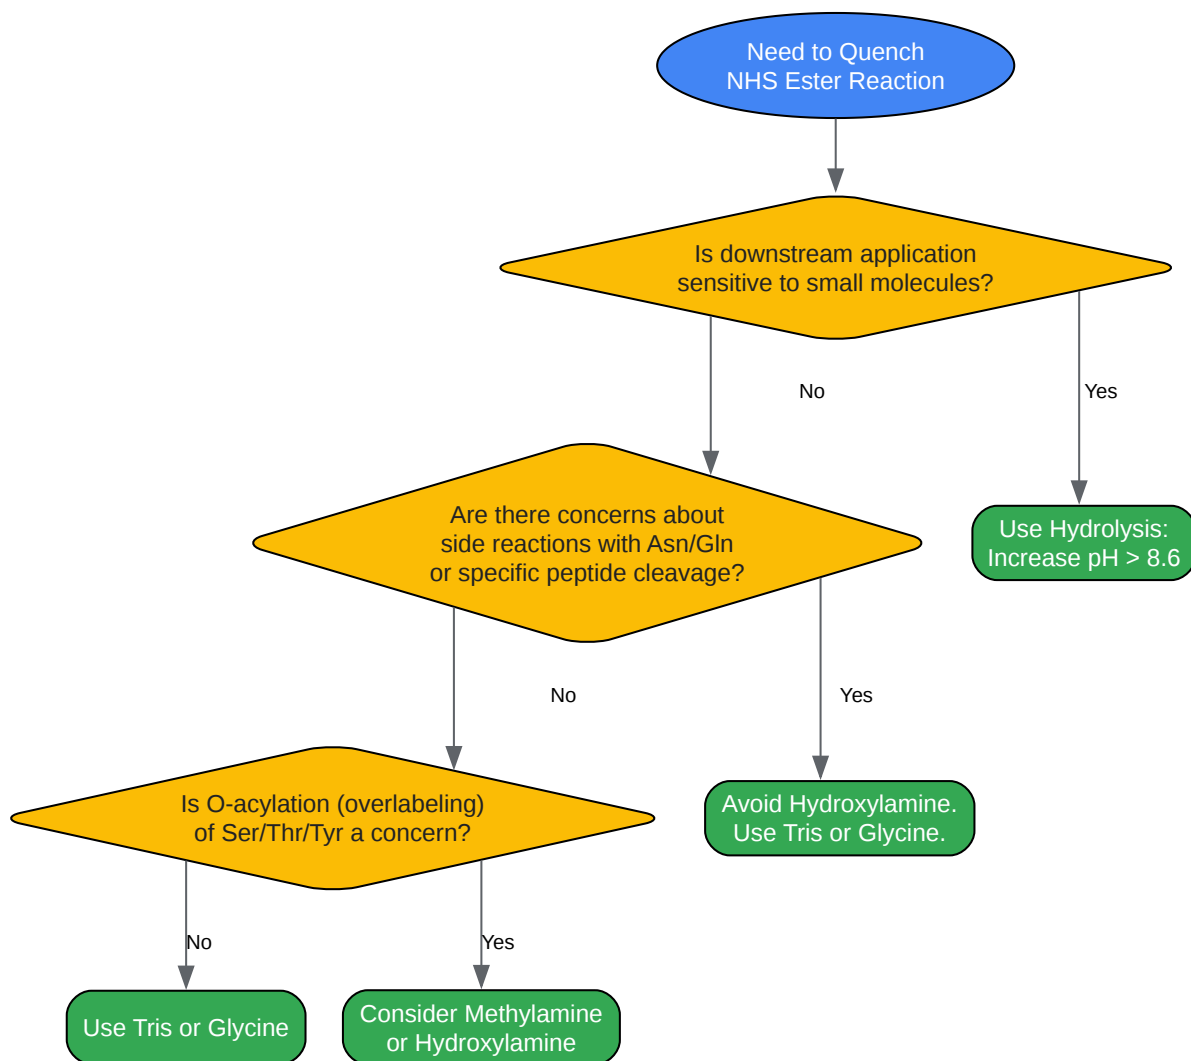 Need to Quench
NHS Ester Reaction
Is downstream application
sensitive to small molecules?
No
Yes
Are there concerns about
side reactions with Asn/Gln
or specific peptide cleavage?
Use Hydrolysis:
Increase pH > 8.6
No
Yes
Is O-acylation (overlabeling)
of Ser/Thr/Tyr a concern?
Avoid Hydroxylamine.
Use Tris or Glycine.
No
Yes
Use Tris or Glycine
Consider Methylamine
or Hydroxylamine